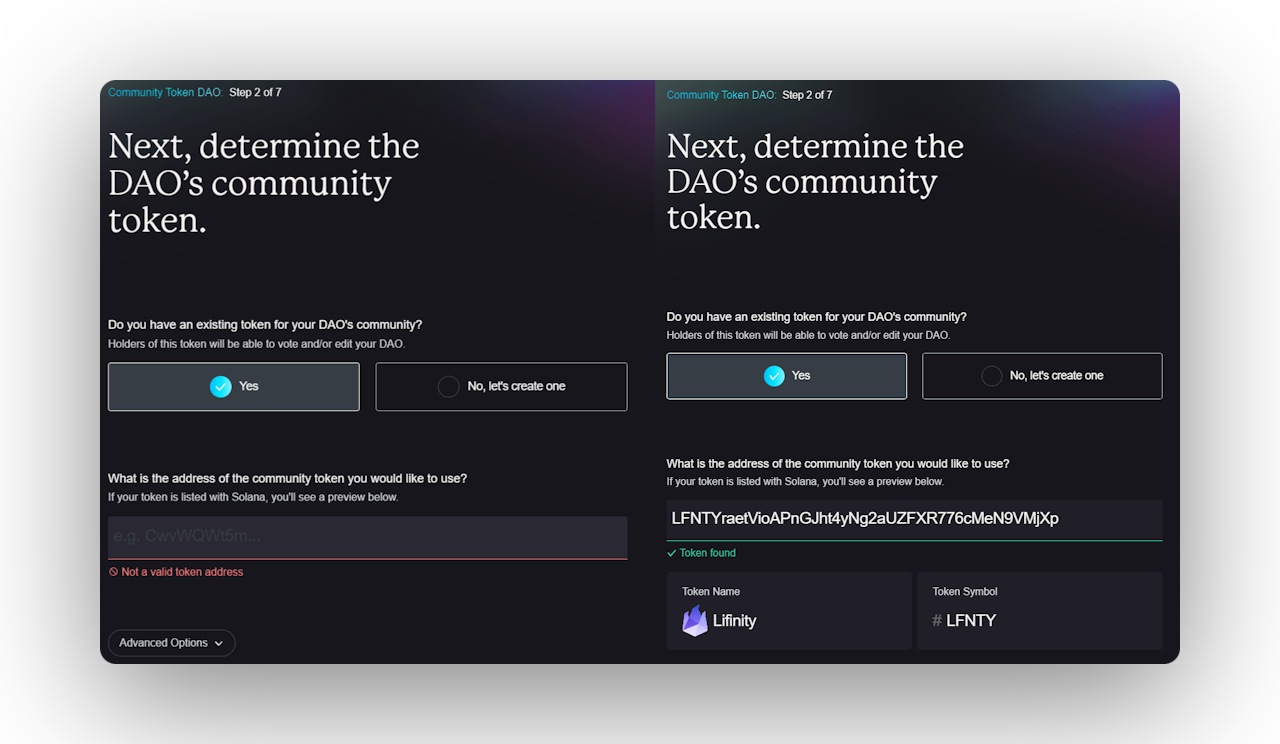 Community Token DAO: Step 2 of 7
Next, determine the
DAO's community
token.
Do you have an existing token for your DAO's community?
Holders of this token will be able to vote and/or edit your DAO.
Yes
No, let's create one
What is the address of the community token you would like to use?
If your token is listed with Solana, you'll see a preview below.
e.g. CwvWQWt5m...
Not a valid token address
Advanced Options
Community Token DAO: Step 2 of 7
Next, determine the
DAO's community
token.
Do you have an existing token for your DAO's community?
Holders of this token will be able to vote and/or edit your DAO.
Yes
No, let's create one
What is the address of the community token you would like to use?
If your token is listed with Solana, you'll see a preview below.
LFNTYraetVioAPnGJht4yNg2aUZFXR776cMeN9VMjXp
Token found
Token Name
Lifinity
Token Symbol
# LFNTY